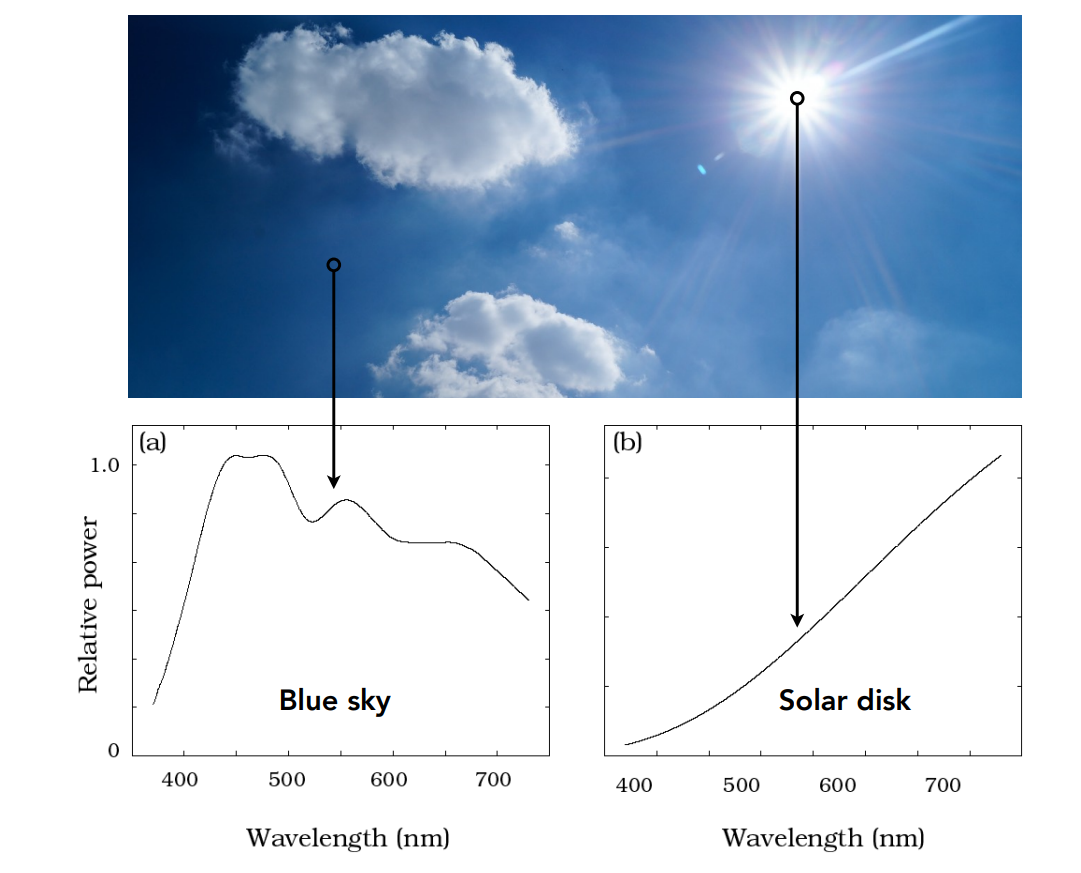 (a)
(b)
1.0
Relative power
Blue sky
Solar disk
0
400 500 600 700
400 500 600 700
Wavelength (nm)
Wavelength (nm)